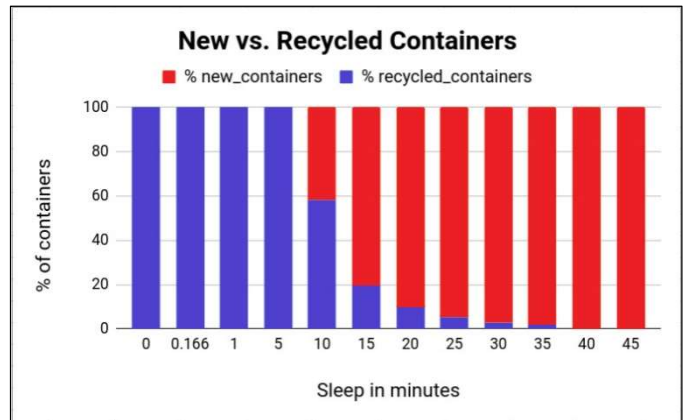 New vs. Recycled Containers
% new_containers % recycled_containers
100
80
60
40
20
0
% of containers
0 0.166 1 5 10 15 20 25 30 35 40 45
Sleep in minutes